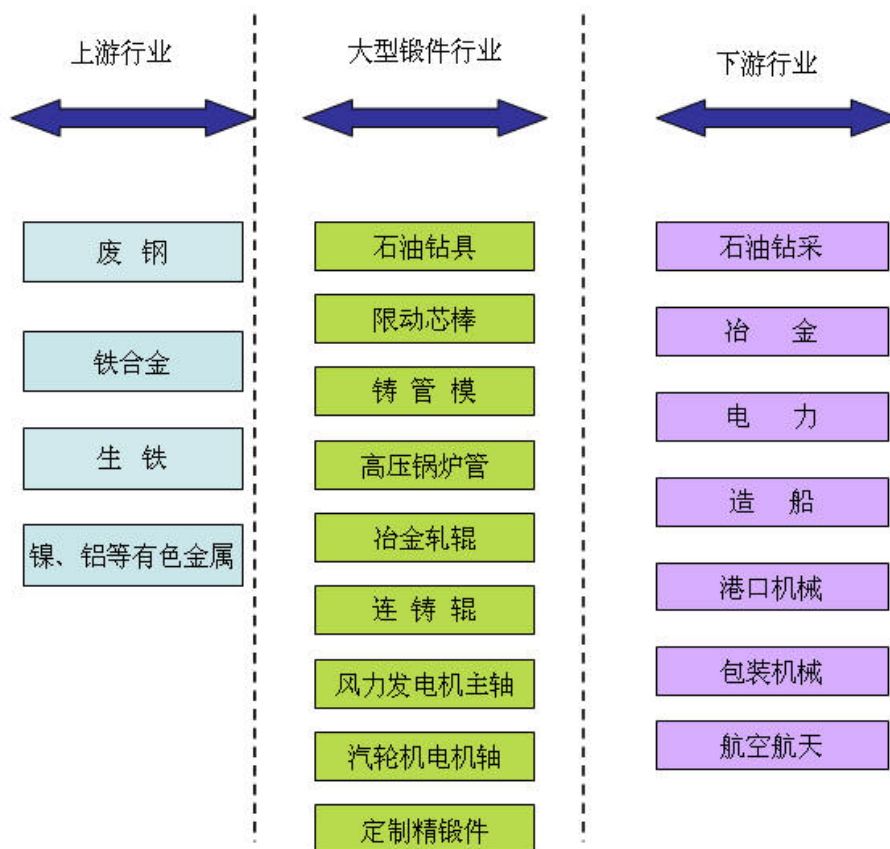 上游行业
大型锻件行业
下游行业
废 钢
铁合金
生 铁
镍、铝等有色金属
石油钻具
限动芯棒
铸 管 模
高压锅炉管
冶金轧辊
连 铸 辊
风力发电机主轴
汽轮机电机轴
定制精锻件
石油钻采
冶 金
电 力
造 船
港口机械
包装机械
航空航天